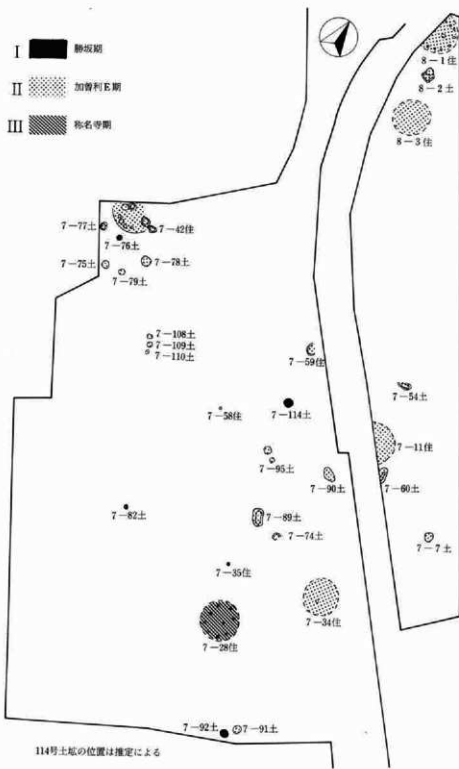 I 勝坂期
II 加曽利E期
III 称名寺期
8-1住
8-2土
8-3住
7-77土
7-42住
7-76土
7-75土
7-78土
7-79土
7-108土
7-109土
7-110土
7-59住
7-54土
7-58住
7-114土
7-11住
7-95土
7-90土
7-60土
7-82土
7-89土
7-74土
7-7土
7-35住
7-34住
7-28住
7-92土
7-91土
114号土拡の位置は推定による